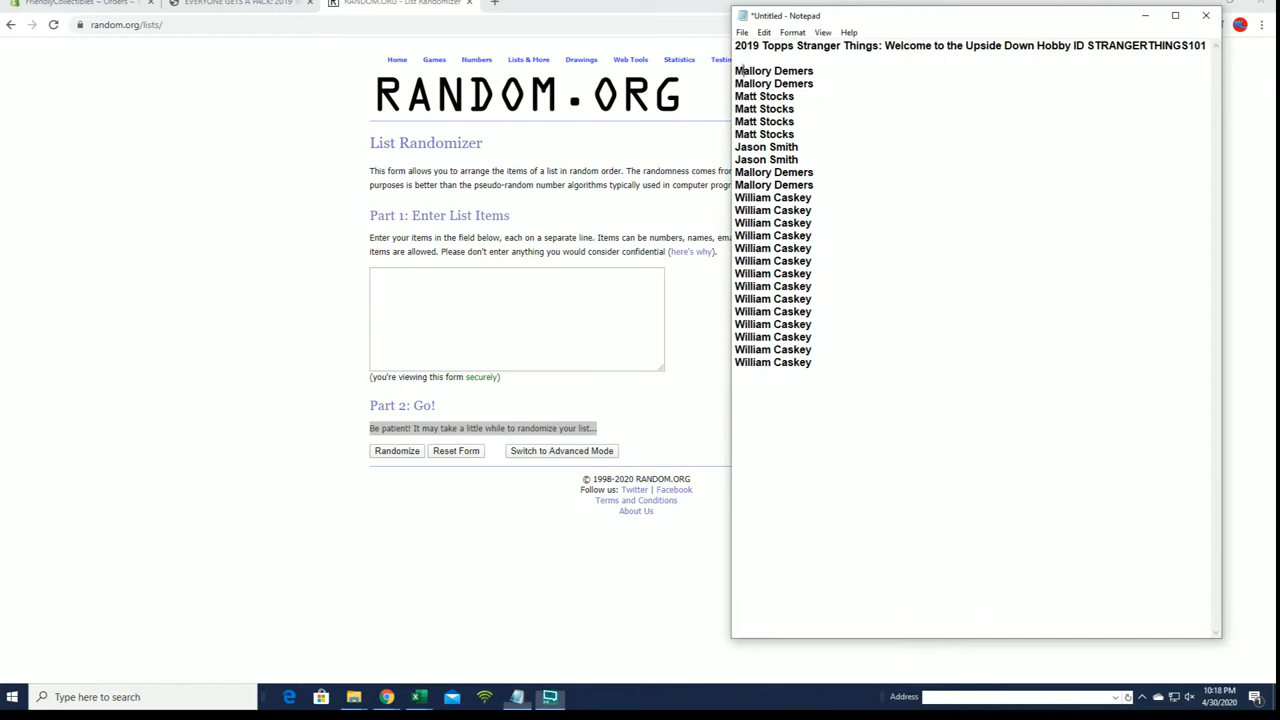 FriendlyCollectibles ~ Orders ~
EVERYONE GETS A PACK! 2019
RANDOM.ORG - List Randomizer
random.org/lists/
Home Games Numbers Lists & More Drawings Web Tools Statistics
RANDOM.ORG
List Randomizer
This form allows you to arrange the items of a list in random order. The randomness comes from
purposes is better than the pseudo-random number algorithms typically used in computer
Part 1: Enter List Items
Enter your items in the field below, each on a separate line. Items can be numbers, names,
items are allowed. Please don't enter anything you would consider confidential (here's why).
(you're viewing this form securely)
Part 2: Go!
Be patient! It may take a little while to randomize your list...
Randomize Reset Form Switch to Advanced Mode
© 1998-2020 RANDOM.ORG
Follow us: Twitter | Facebook
Terms and Conditions
About Us
*Untitled - Notepad
File Edit Format View Help
2019 Topps Stranger Things: Welcome to the Upside Down Hobby ID STRANGERTHINGS101
Mallory Demers
Mallory Demers
Matt Stocks
Matt Stocks
Matt Stocks
Matt Stocks
Jason Smith
Jason Smith
Mallory Demers
Mallory Demers
William Caskey
William Caskey
William Caskey
William Caskey
William Caskey
William Caskey
William Caskey
William Caskey
William Caskey
William Caskey
William Caskey
William Caskey
William Caskey
William Caskey
Type here to search
Address
10:18 PM
4/30/2020